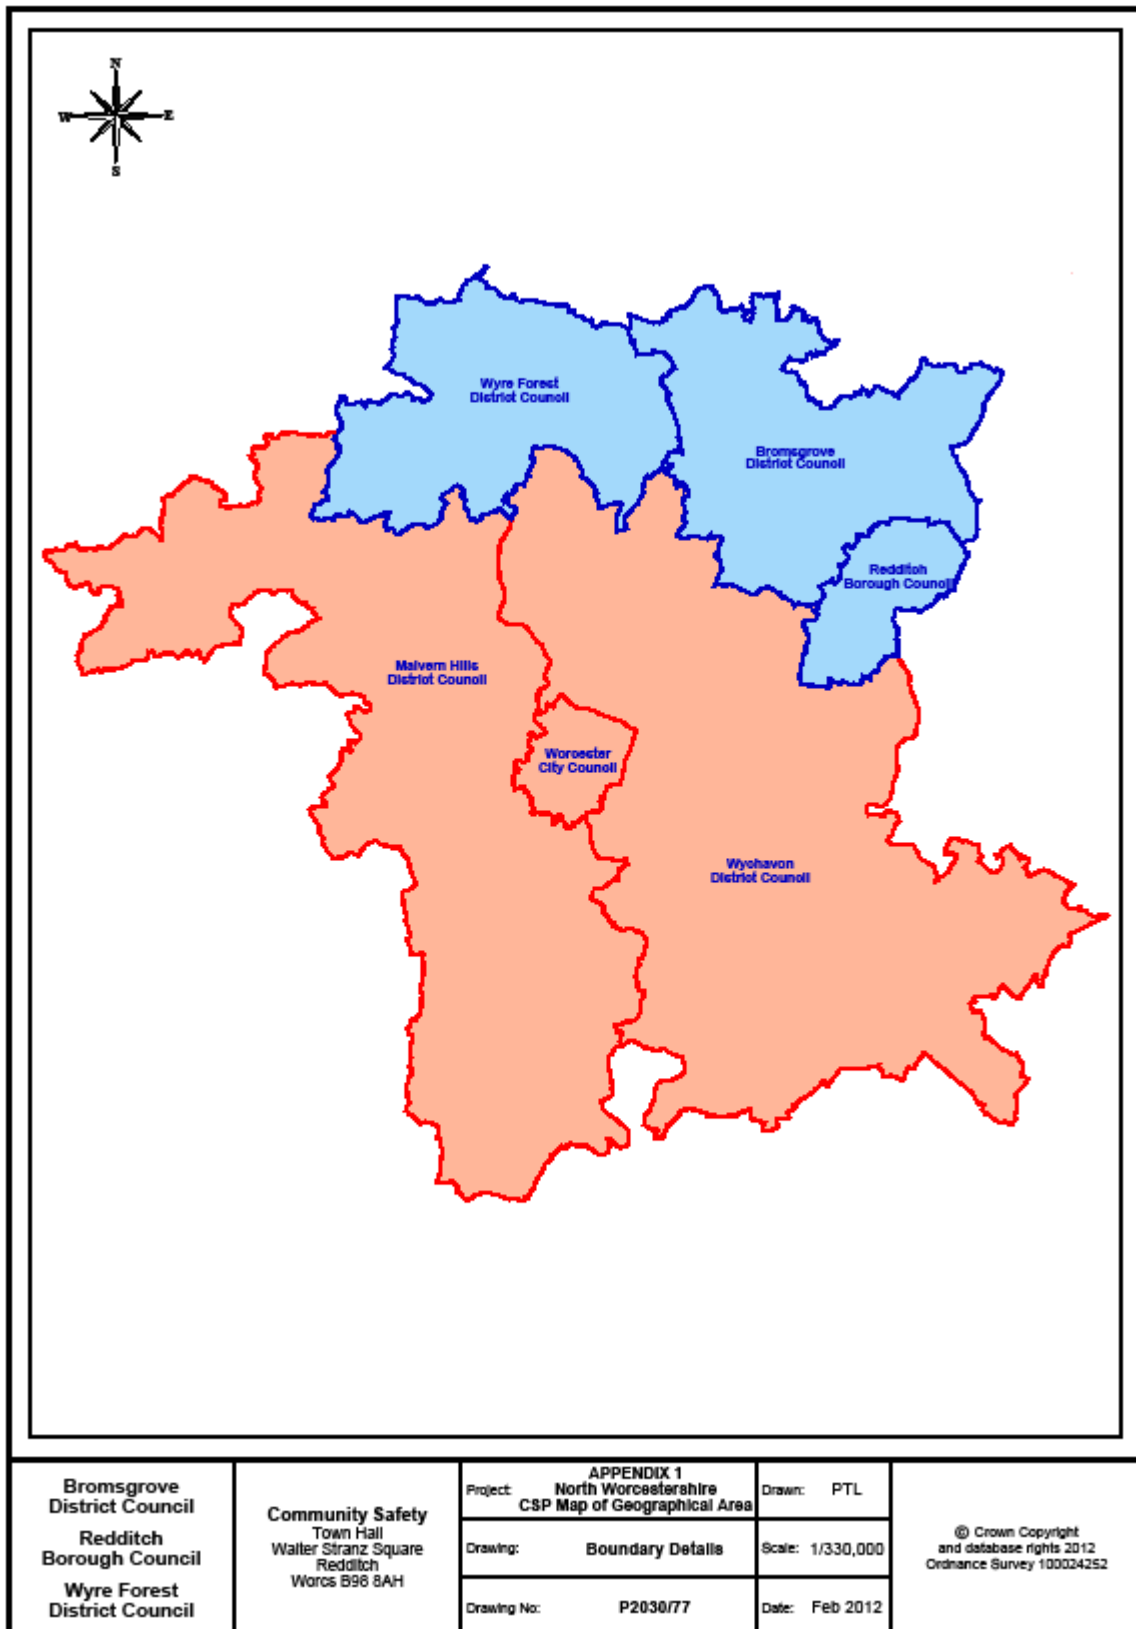 N
W E
S
Wyre Forest
District Council
Bromsgrove
District Council
Redditch
Borough Council
Malvern Hills
District Council
Worcester
City Council
Wychavon
District Council
Bromsgrove
District Council
Redditch
Borough Council
Wyre Forest
District Council
Community Safety
Town Hall
Walter Stranz Square
Redditch
Worcs B98 8AH
Project: APPENDIX 1
North Worcestershire
CSP Map of Geographical Area
Drawing: Boundary Details
Drawing No: P2030/77
Drawn: PTL
Scale: 1/330,000
Date: Feb 2012
© Crown Copyright
and database rights 2012
Ordnance Survey 100024252